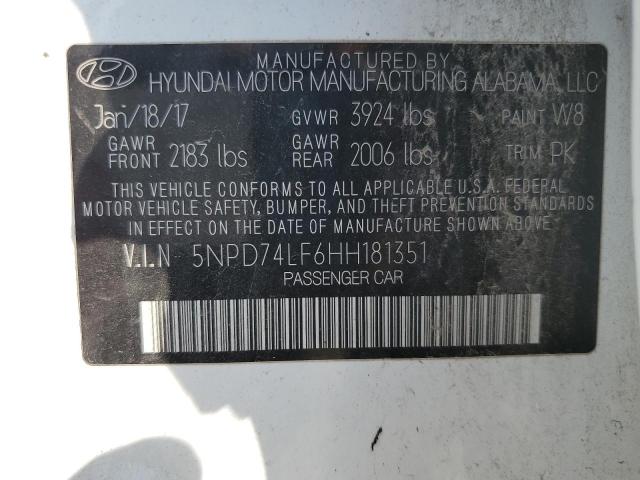 MANUFACTURED BY
HYUNDAI MOTOR MANUFACTURING ALABAMA, LLC
Jan/18/17 GVWR 3924 lbs PAINT W8
GAWR FRONT 2183 lbs GAWR REAR 2006 lbs TRIM PK
THIS VEHICLE CONFORMS TO ALL APPLICABLE U.S.A. FEDERAL
MOTOR VEHICLE SAFETY, BUMPER, AND THEFT PREVENTION STANDARDS
IN EFFECT ON THE DATE OF MANUFACTURE SHOWN ABOVE.
V.I.N 5NPD74LF6HH181351
PASSENGER CAR